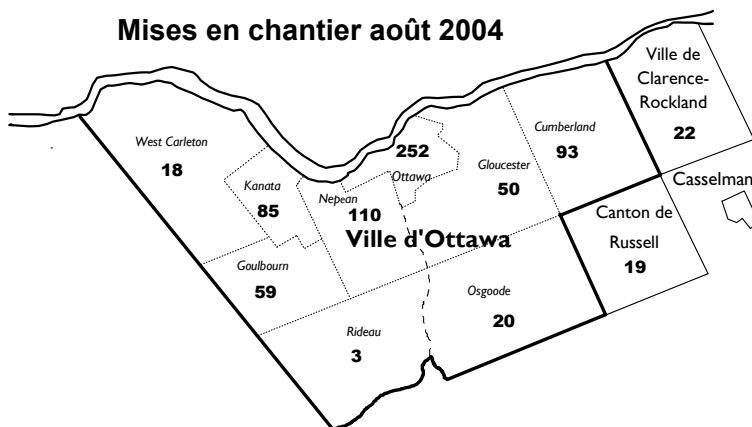 Mises en chantier août 2004
Ville de
Clarence-
Rockland
22
West Carleton
18
252
Ottawa
Cumberland
93
Gloucester
50
Kanata
85
Nepean
110
Casselman
Canton de
Russell
19
Ville d'Ottawa
Goulbourn
59
Osgoode
20
Rideau
3